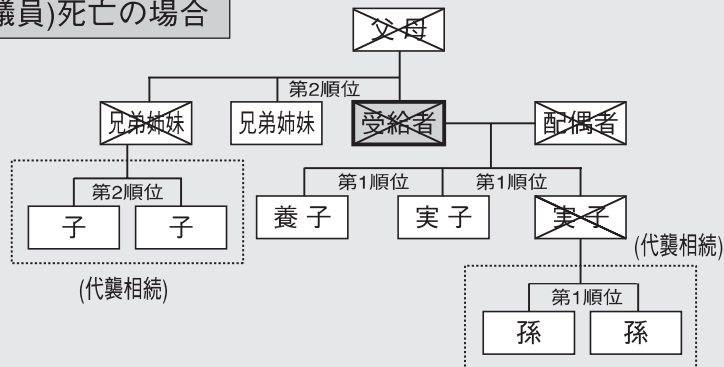 議員)死亡の場合
父 母
第2順位
兄弟姉妹
兄弟姉妹
受給者
配偶者
第2順位
子
子
(代襲相続)
第1順位
第1順位
養 子
実 子
実 子
(代襲相続)
第1順位
孫
孫